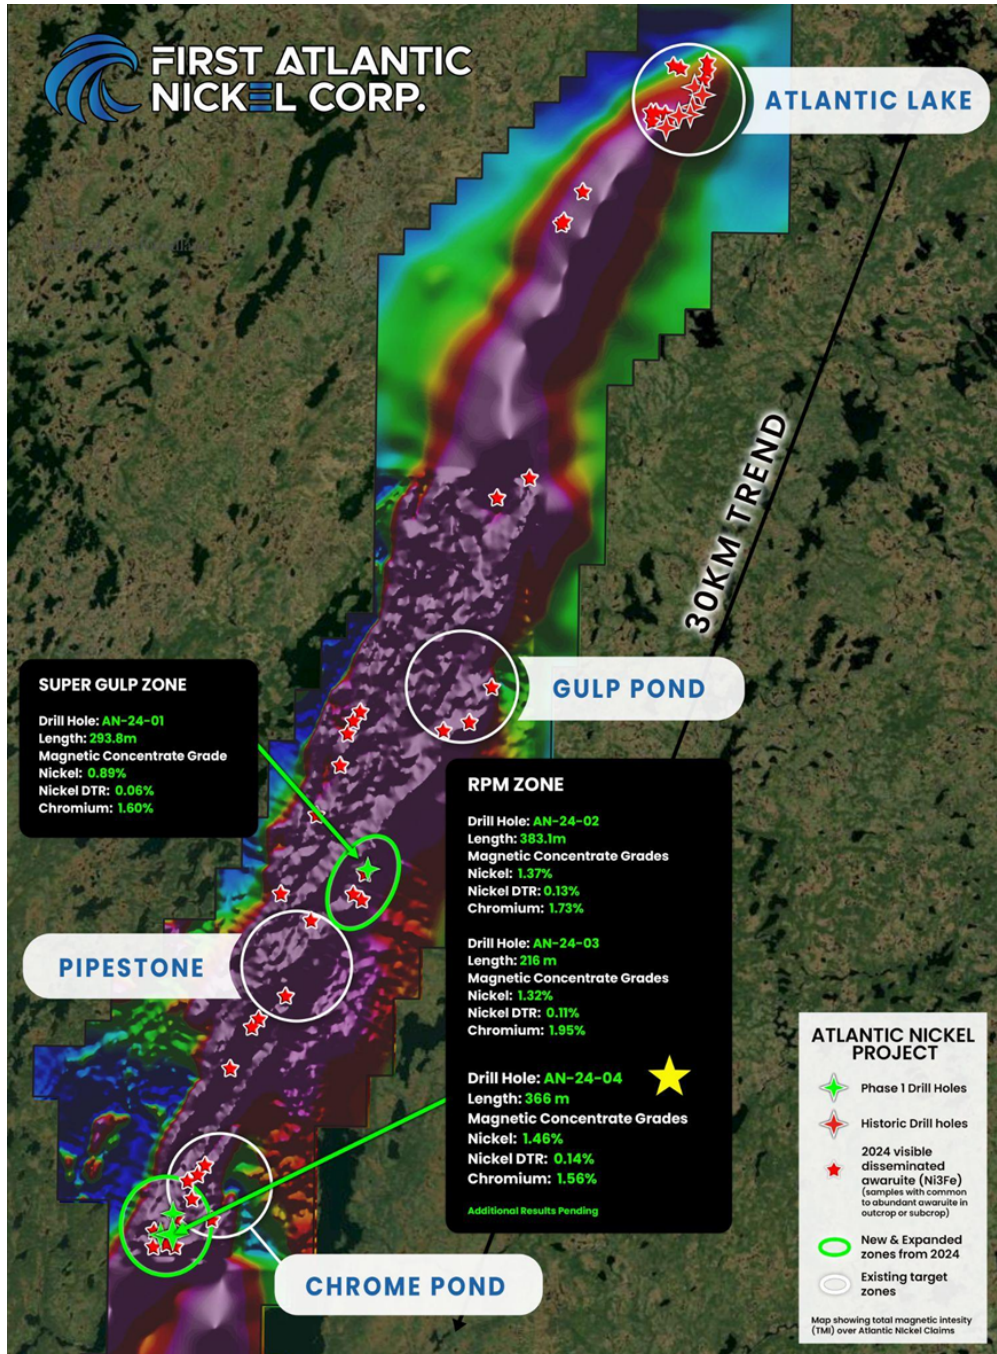 FIRST ATLANTIC
NICKEL CORP.
ATLANTIC LAKE
30KM TREND
GULP POND
SUPER GULP ZONE
Drill Hole: AN-24-01
Length: 293.8m
Magnetic Concentrate Grade
Nickel: 0.89%
Nickel DTR: 0.06%
Chromium: 1.60%
RPM ZONE
Drill Hole: AN-24-02
Length: 383.1m
Magnetic Concentrate Grades
Nickel: 1.37%
Nickel DTR: 0.13%
Chromium: 1.73%
Drill Hole: AN-24-03
Length: 216 m
Magnetic Concentrate Grades
Nickel: 1.32%
Nickel DTR: 0.11%
Chromium: 1.95%
Drill Hole: AN-24-04
Length: 366 m
Magnetic Concentrate Grades
Nickel: 1.46%
Nickel DTR: 0.14%
Chromium: 1.56%
Additional Results Pending
PIPESTONE
CHROME POND
ATLANTIC NICKEL
PROJECT
Phase 1 Drill Holes
Historic Drill holes
2024 visible
disseminated
awaruite (Ni3Fe)
(samples with common
to abundant awaruite in
outcrop or subcrop)
New & Expanded
zones from 2024
Existing target
zones
Map showing total magnetic intesity
(TMI) over Atlantic Nickel Claims